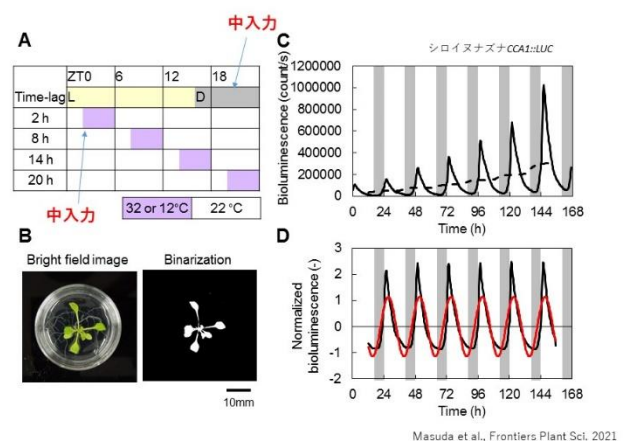 中入力
A
ZT0 6 12 18
Time-lag L D
2 h
8 h
14 h
20 h
中入力
32 or 12°C 22 °C
B
Bright field image Binarization
10mm
C
シロイヌナズナCCA1::LUC
Bioluminescence (count/s)
1200000
1000000
800000
600000
400000
200000
0
0 24 48 72 96 120 144 168
Time (h)
D
Normalized
bioluminescence (-)
3
2
1
0
-1
-2
0 24 48 72 96 120 144 168
Time (h)
Masuda et al., Frontiers Plant Sci. 2021